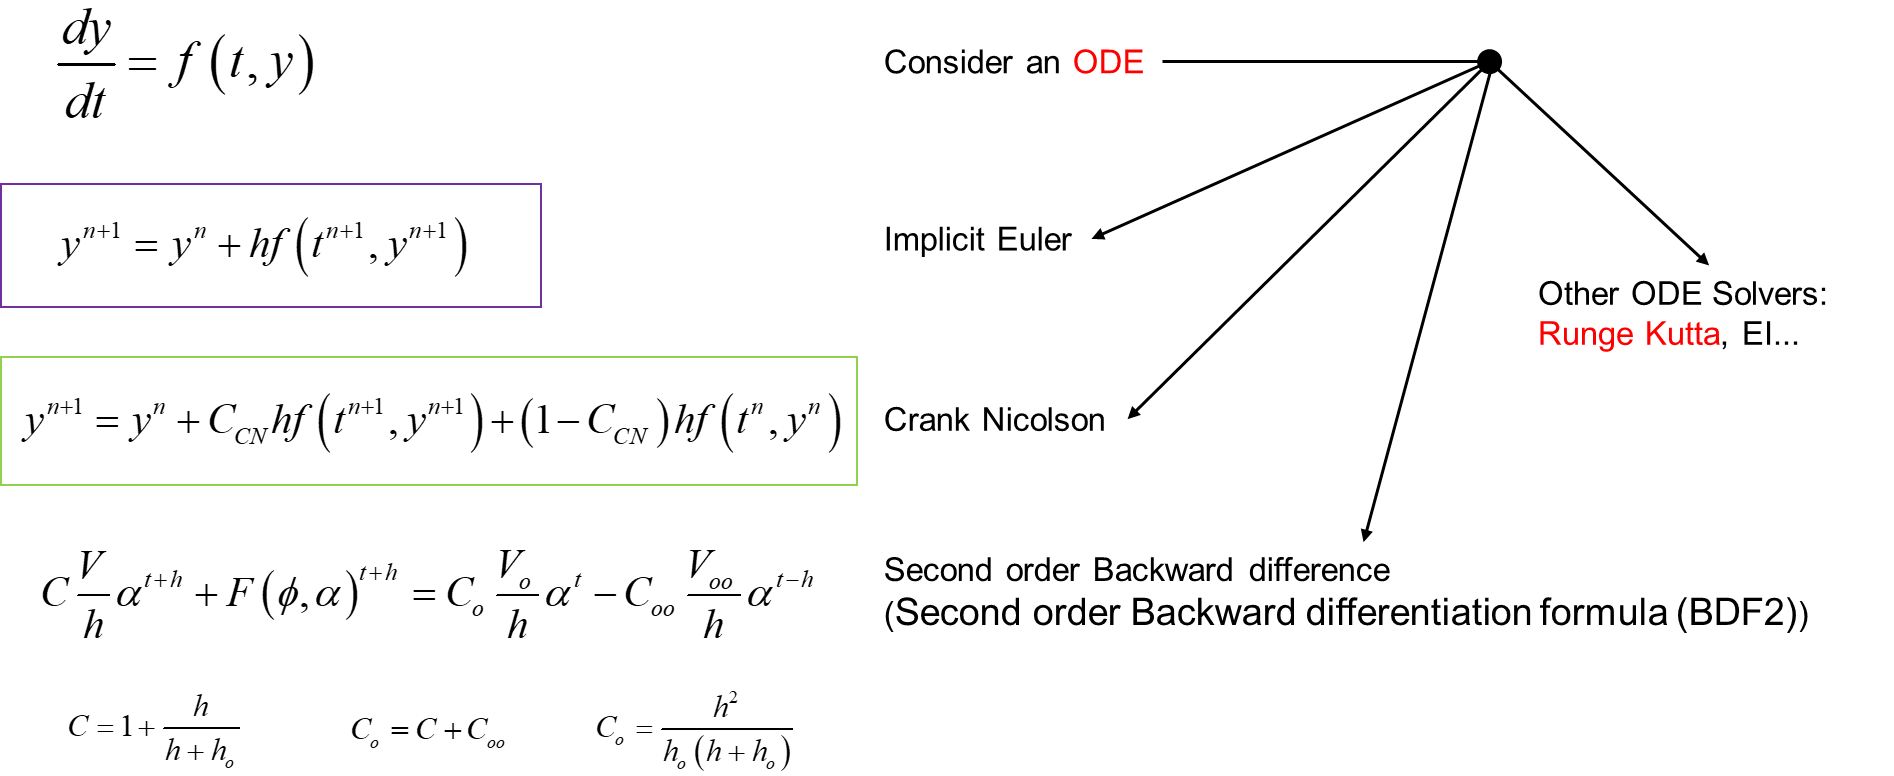 dy/dt = f(t, y)
Consider an ODE
y^{n+1} = y^n + hf(t^{n+1}, y^{n+1})
Implicit Euler
Other ODE Solvers:
Runge Kutta, EI...
y^{n+1} = y^n + C_{CN}hf(t^{n+1}, y^{n+1}) + (1 − C_{CN})hf(t^n, y^n)
Crank Nicolson
C V/h α^{t+h} + F(ϕ, α)^{t+h} = C_o V_o/h α^t − C_{oo} V_{oo}/h α^{t−h}
Second order Backward difference
(Second order Backward differentiation formula (BDF2))
C = 1 + h/(h + h_o)
C_o = C + C_{oo}
C_o = h^2/(h_o(h + h_o))